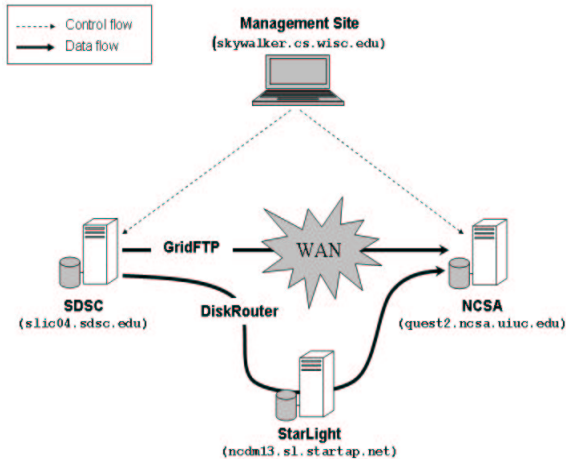 Control flow
Data flow
Management Site
(skywalker.cs.wisc.edu)
GridFTP
WAN
SDSC
(slic04.sdsc.edu)
NCSA
(quest2.ncsa.uiuc.edu)
DiskRouter
StarLight
(ncdm13.sl.startap.net)